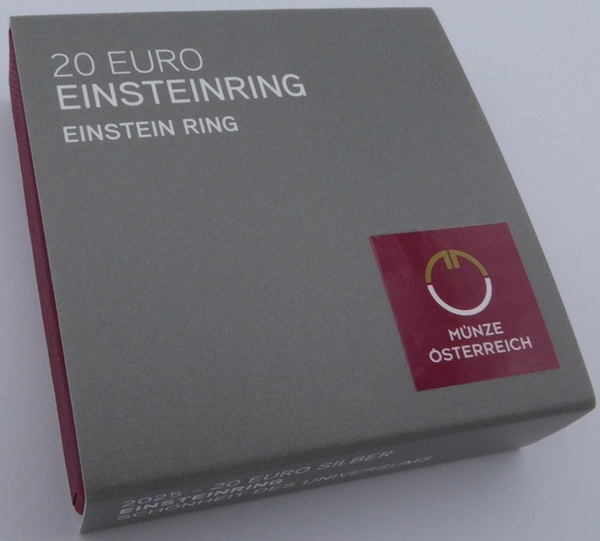 20 EURO
EINSTEINRING
EINSTEIN RING
MÜNZE
ÖSTERREICH
2025 – 20 EURO SILBER
EINSTEINRING
SCHÖNHEIT DES UNIVERSUMS